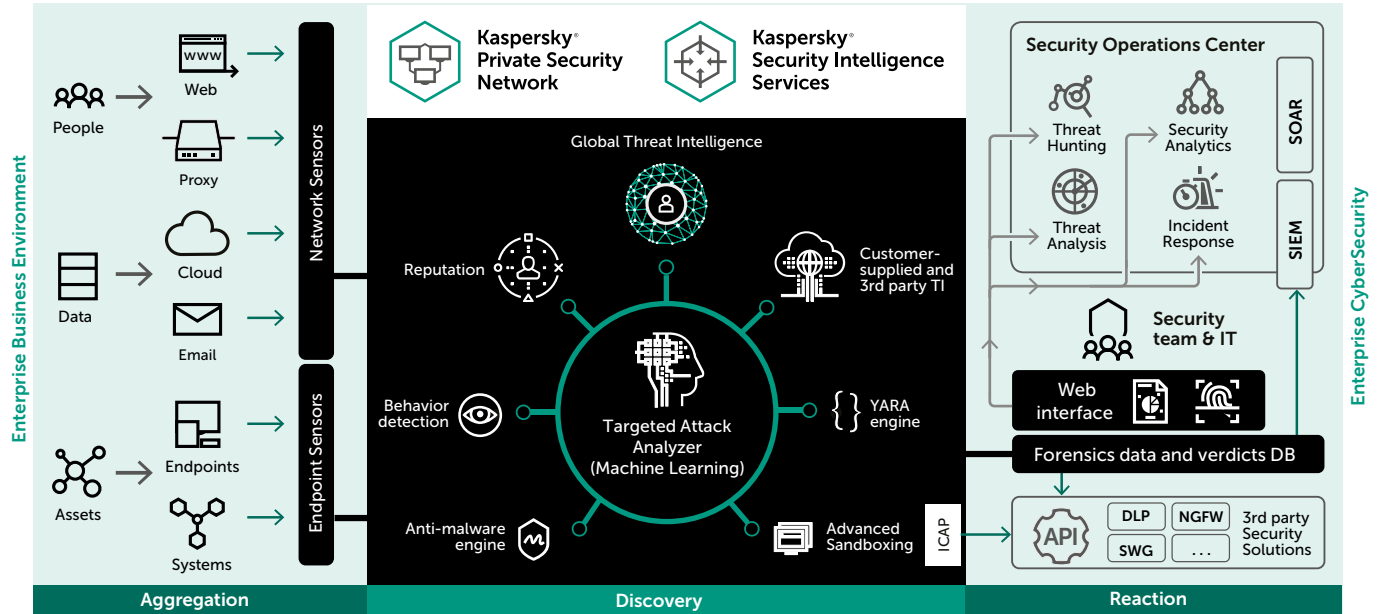 Enterprise Business Environment
People
Data
Assets
www
Web
Proxy
Cloud
Email
Endpoints
Systems
Network Sensors
Endpoint Sensors
Aggregation
Kaspersky®
Private Security
Network
Kaspersky®
Security Intelligence
Services
Global Threat Intelligence
Reputation
Customer-
supplied and
3rd party TI
Behavior
detection
YARA
engine
Targeted Attack
Analyzer
(Machine Learning)
Anti-malware
engine
Advanced
Sandboxing
ICAP
Discovery
Security Operations Center
Threat
Hunting
Security
Analytics
Threat
Analysis
Incident
Response
SOAR
SIEM
Security
team & IT
Web
interface
Forensics data and verdicts DB
API
DLP
NGFW
SWG
...
3rd party
Security
Solutions
Reaction
Enterprise CyberSecurity